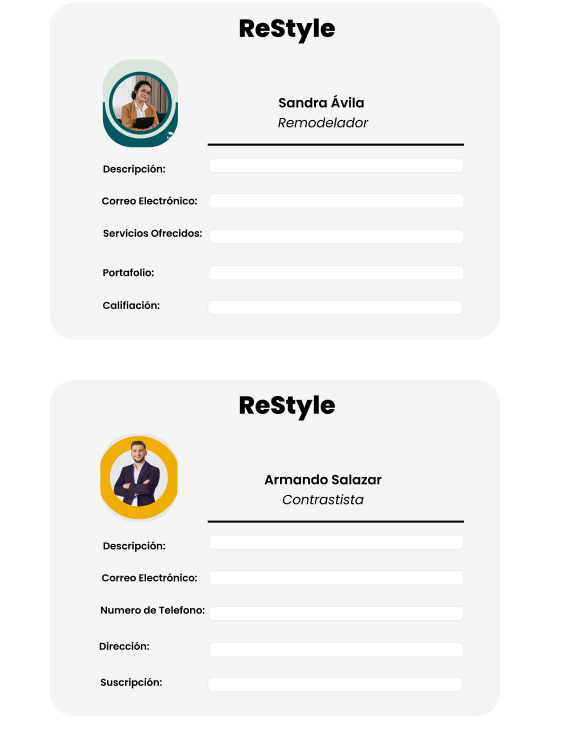 ReStyle
Sandra Ávila
Remodelador
Descripción:
Correo Electrónico:
Servicios Ofrecidos:
Portafolio:
Califiación:
ReStyle
Armando Salazar
Contrastista
Descripción:
Correo Electrónico:
Numero de Telefono:
Dirección:
Suscripción: